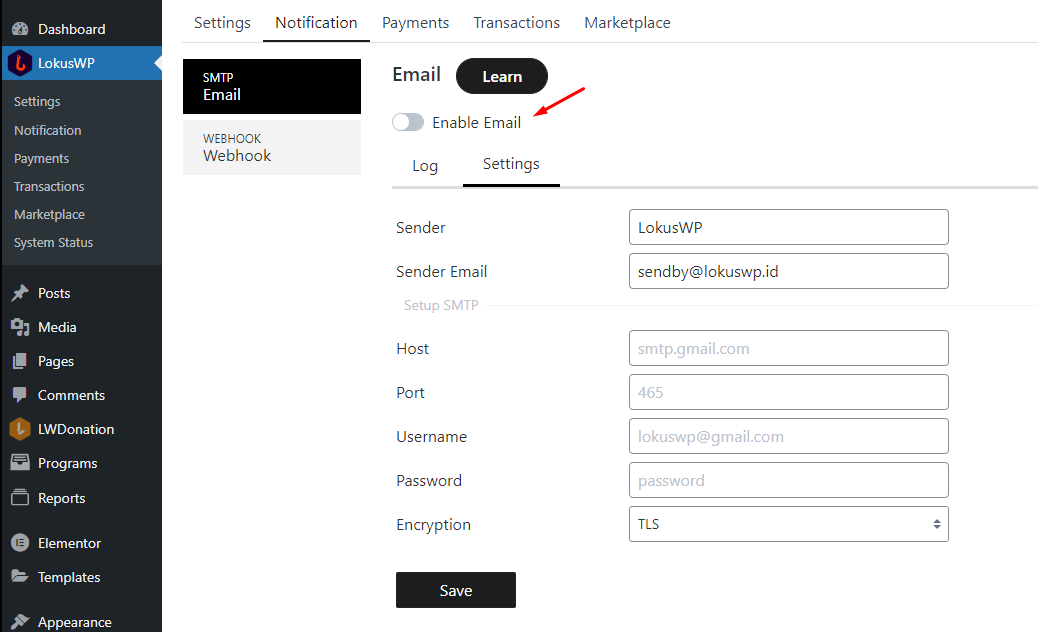 Dashboard
LokusWP
Settings
Notification
Payments
Transactions
Marketplace
System Status
Posts
Media
Pages
Comments
LWDonation
Programs
Reports
Elementor
Templates
Appearance
Settings Notification Payments Transactions Marketplace
SMTP
Email
WEBHOOK
Webhook
Email Learn
Enable Email
Log Settings
Sender LokusWP
Sender Email sendby@lokuswp.id
Setup SMTP
Host smtp.gmail.com
Port 465
Username lokuswp@gmail.com
Password password
Encryption TLS
Save